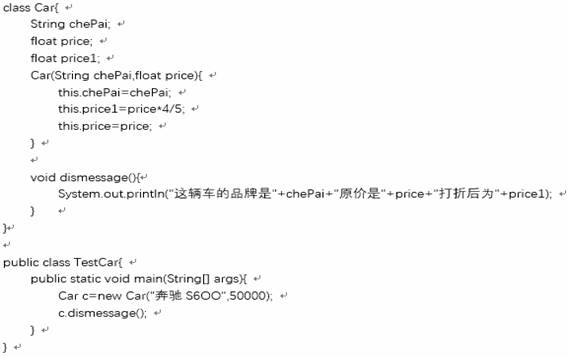 class Car{
String chePai;
float price;
float price1;
Car(String chePai,float price){
this.chePai=chePai;
this.price1=price*4/5;
this.price=price;
}
void dismessage(){
System.out.println("这辆车的品牌是"+chePai+"原价是"+price+"打折后为"+price1);
}
}
public class TestCar{
public static void main(String[] args){
Car c=new Car("奔驰 S6OO",50000);
c.dismessage();
}
}